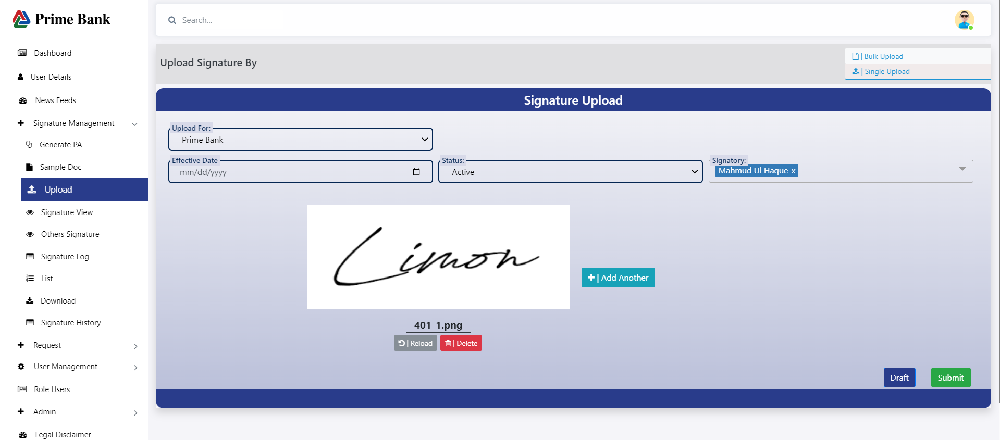 Prime Bank
Search...
Dashboard
User Details
News Feeds
Signature Management
Generate PA
Sample Doc
Upload
Signature View
Others Signature
Signature Log
List
Download
Signature History
Request
User Management
Role Users
Admin
Legal Disclaimer
Upload Signature By
| Bulk Upload
| Single Upload
Signature Upload
Upload For:
Prime Bank
Effective Date
mm/dd/yyyy
Status:
Active
Signatory:
Mahmud Ul Haque x
Limon
| Add Another
401_1.png
| Reload
| Delete
Draft
Submit